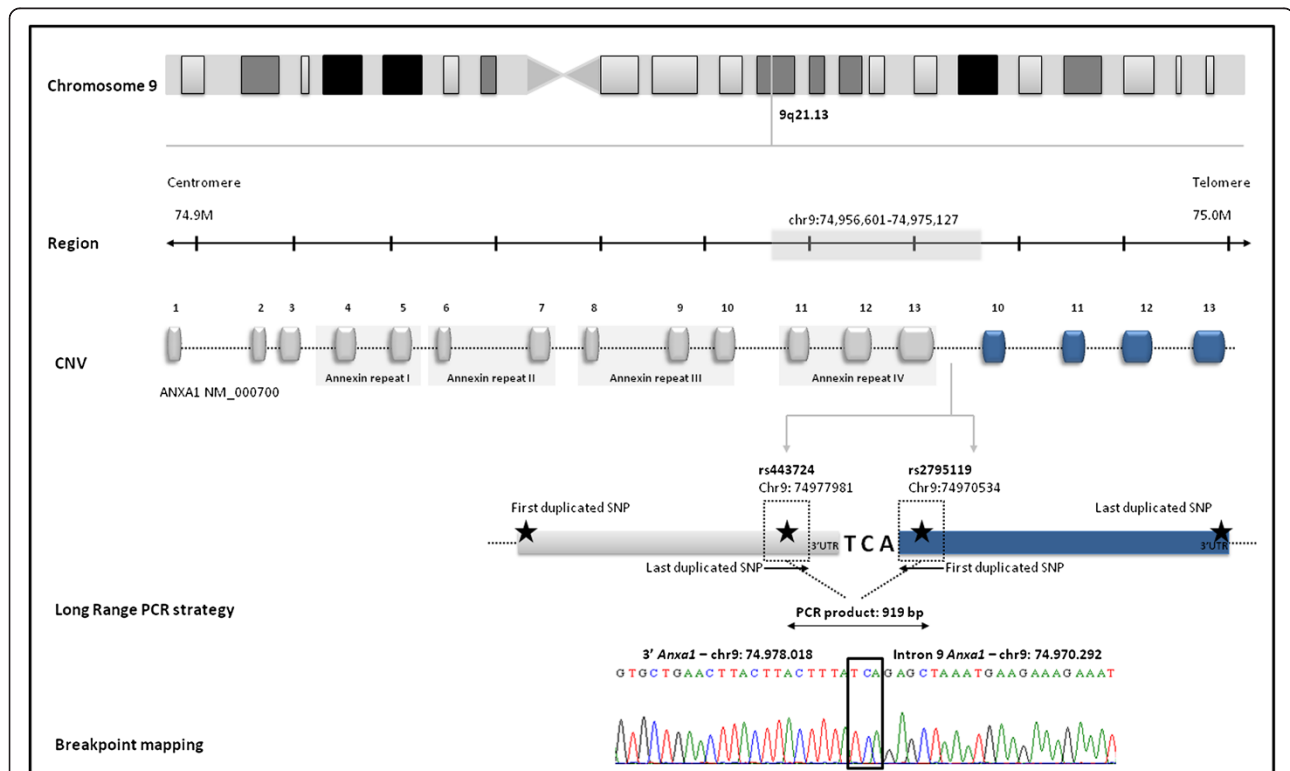 Chromosome 9
9q21.13
Centromere
Telomere
74.9M
chr9:74,956,601-74,975,127
75.0M
Region
1 2 3 4 5 6 7 8 9 10 11 12 13 10 11 12 13
CNV
Annexin repeat I
Annexin repeat II
Annexin repeat III
Annexin repeat IV
ANXA1 NM_000700
rs443724
Chr9: 74977981
rs2795119
Chr9:74970534
First duplicated SNP
Last duplicated SNP
3'UTR
TCA
3'UTR
Last duplicated SNP
First duplicated SNP
Long Range PCR strategy
PCR product: 919 bp
3' Anxa1 – chr9: 74.978.018
Intron 9 Anxa1 – chr9: 74.970.292
GTGCTGAACTTACTTACTTTATCAGAGCTAAATGAAGAAAGAAAT
Breakpoint mapping